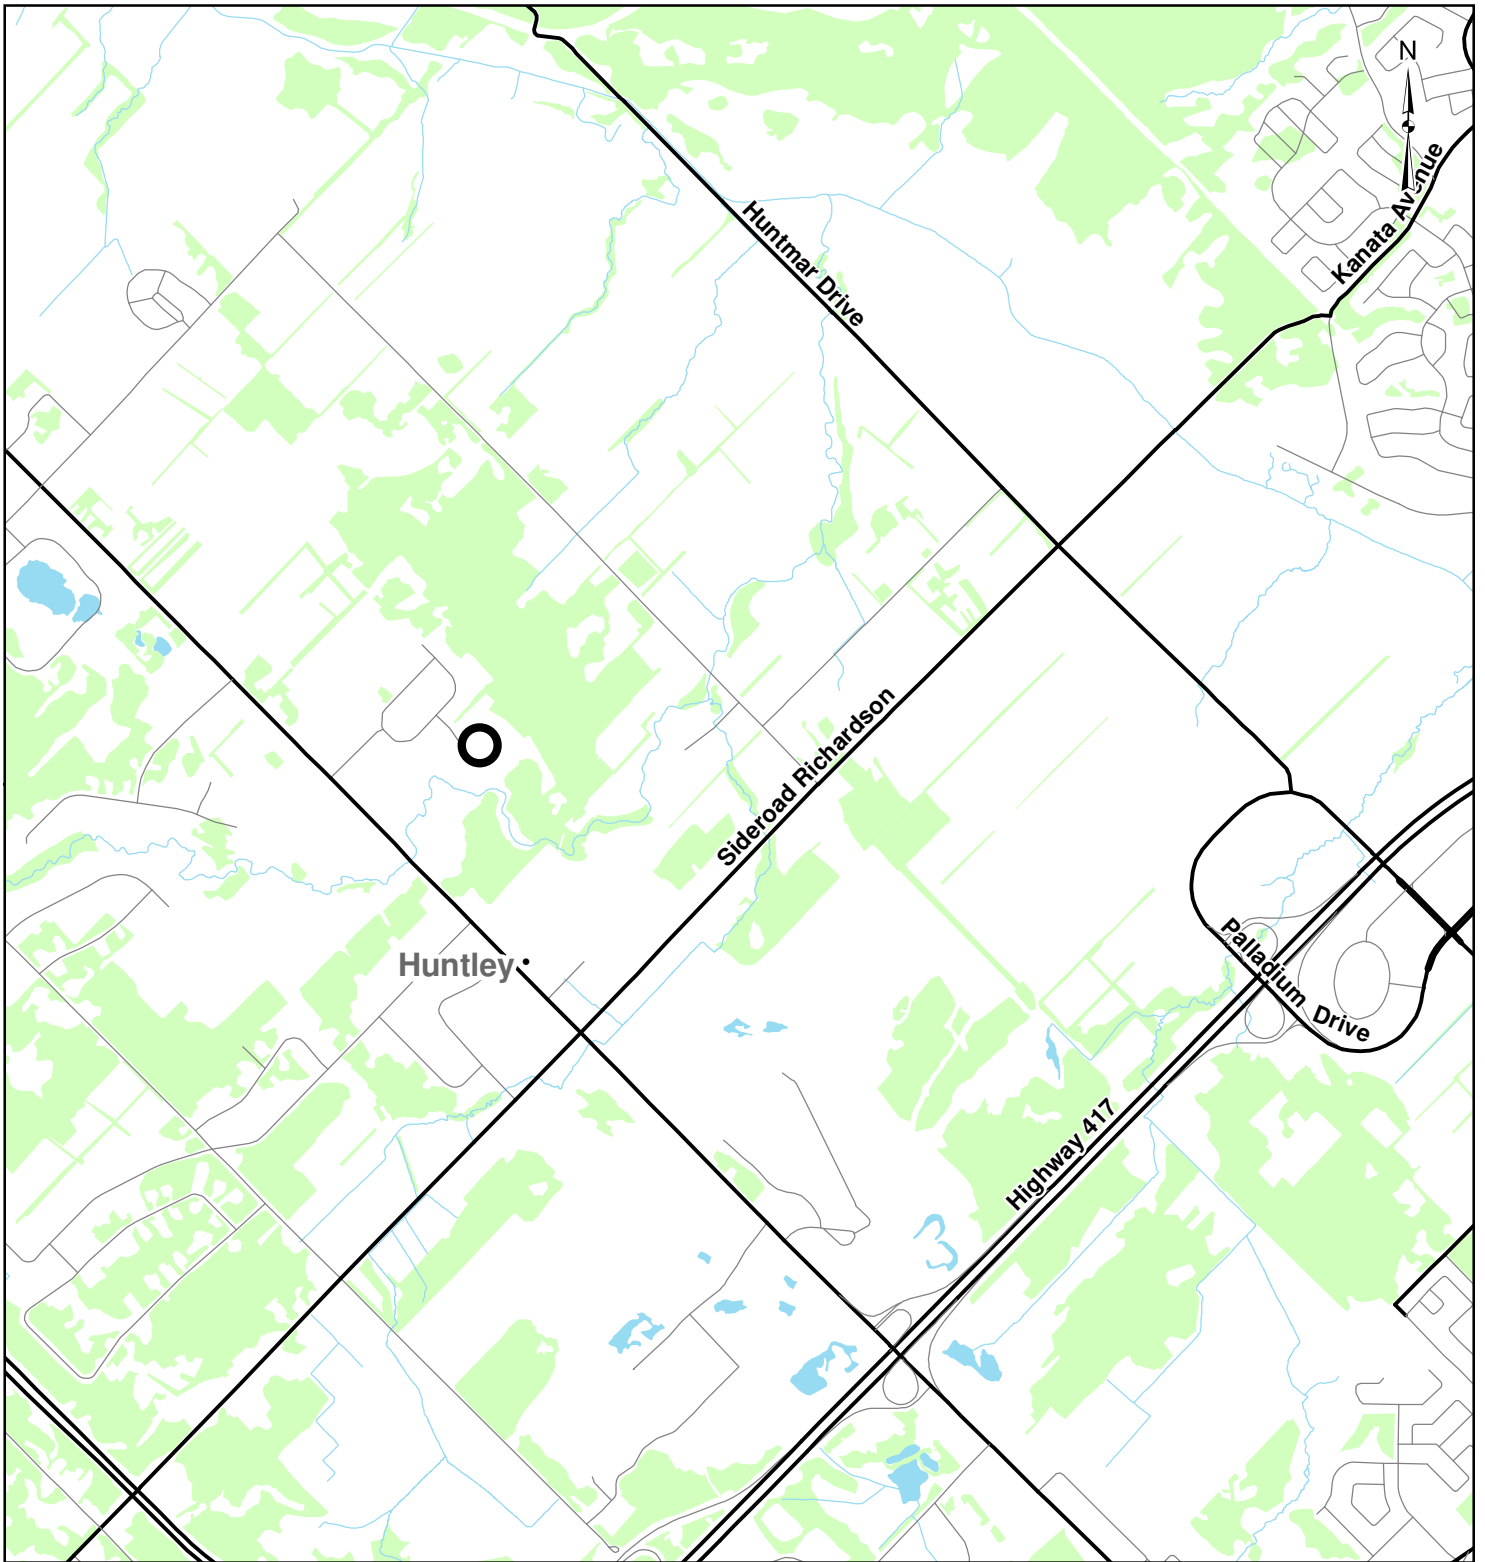 N
Kanata Avenue
Huntmar Drive
Sideroad Richardson
Palladium Drive
Huntley
Highway 417